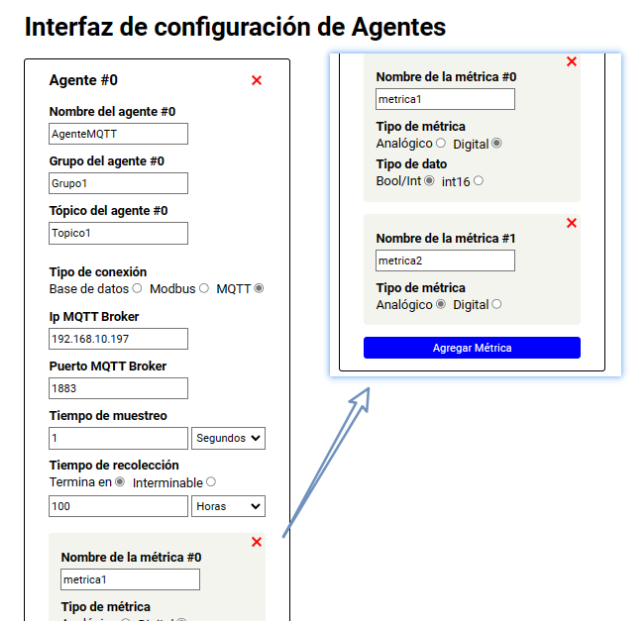 Interfaz de configuración de Agentes
Agente #0
Nombre del agente #0
AgenteMQTT
Grupo del agente #0
Grupo1
Tópico del agente #0
Topico1
Tipo de conexión
Base de datos Modbus MQTT
Ip MQTT Broker
192.168.10.197
Puerto MQTT Broker
1883
Tiempo de muestreo
1 Segundos
Tiempo de recolección
Termina en Interminable
100 Horas
Nombre de la métrica #0
metrica1
Tipo de métrica
Analógico Digital
Nombre de la métrica #0
metrica1
Tipo de métrica
Analógico Digital
Tipo de dato
Bool/Int int16
Nombre de la métrica #1
metrica2
Tipo de métrica
Analógico Digital
Agregar Métrica